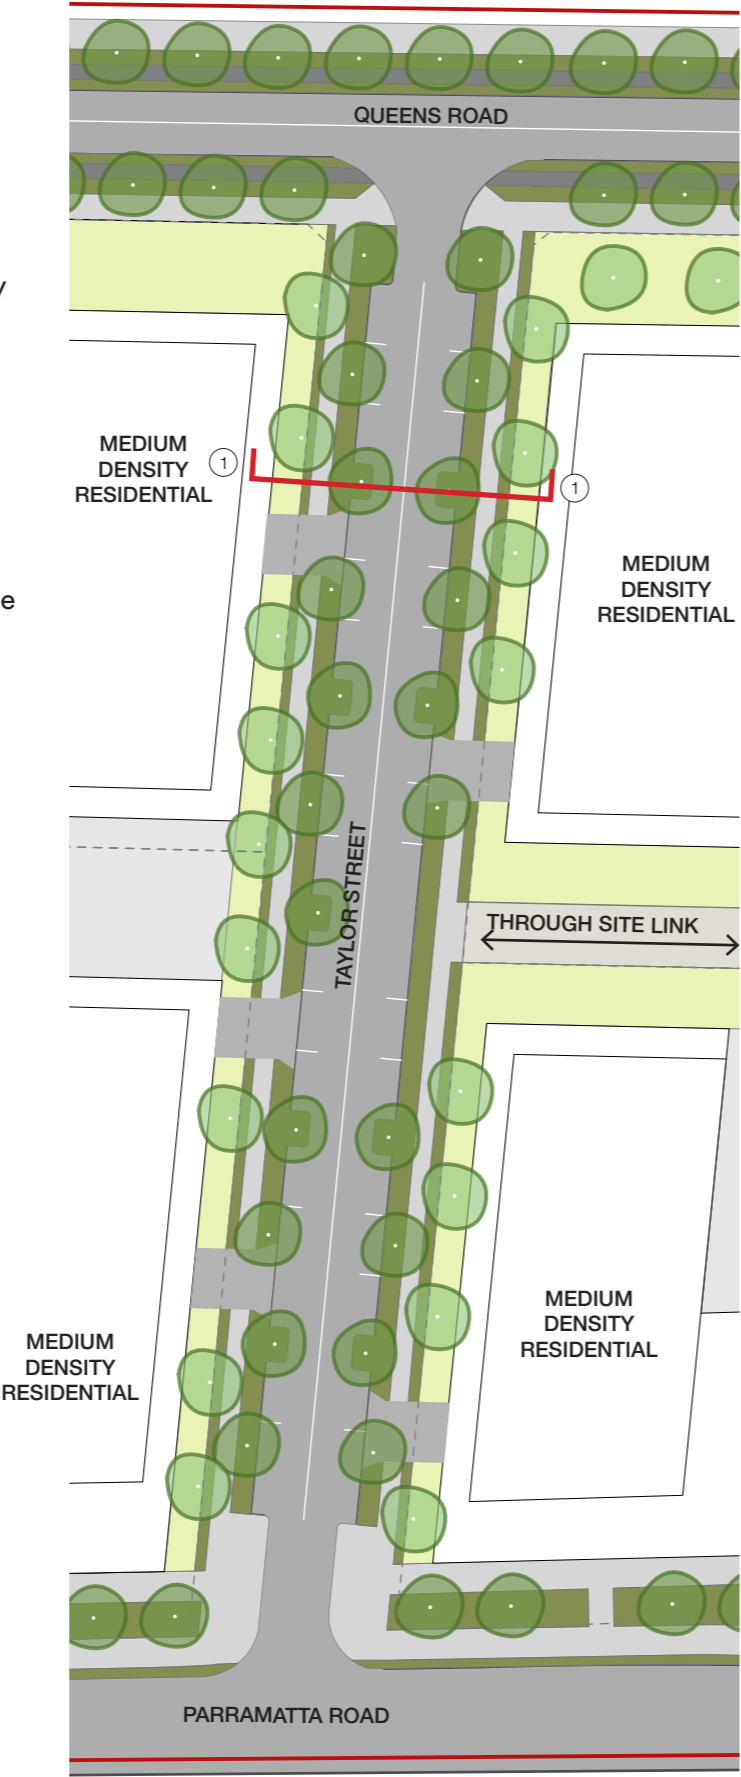 QUEENS ROAD
y
MEDIUM
DENSITY
RESIDENTIAL
1
1
MEDIUM
DENSITY
RESIDENTIAL
e
TAYLOR STREET
THROUGH SITE LINK
MEDIUM
DENSITY
RESIDENTIAL
MEDIUM
DENSITY
RESIDENTIAL
PARRAMATTA ROAD